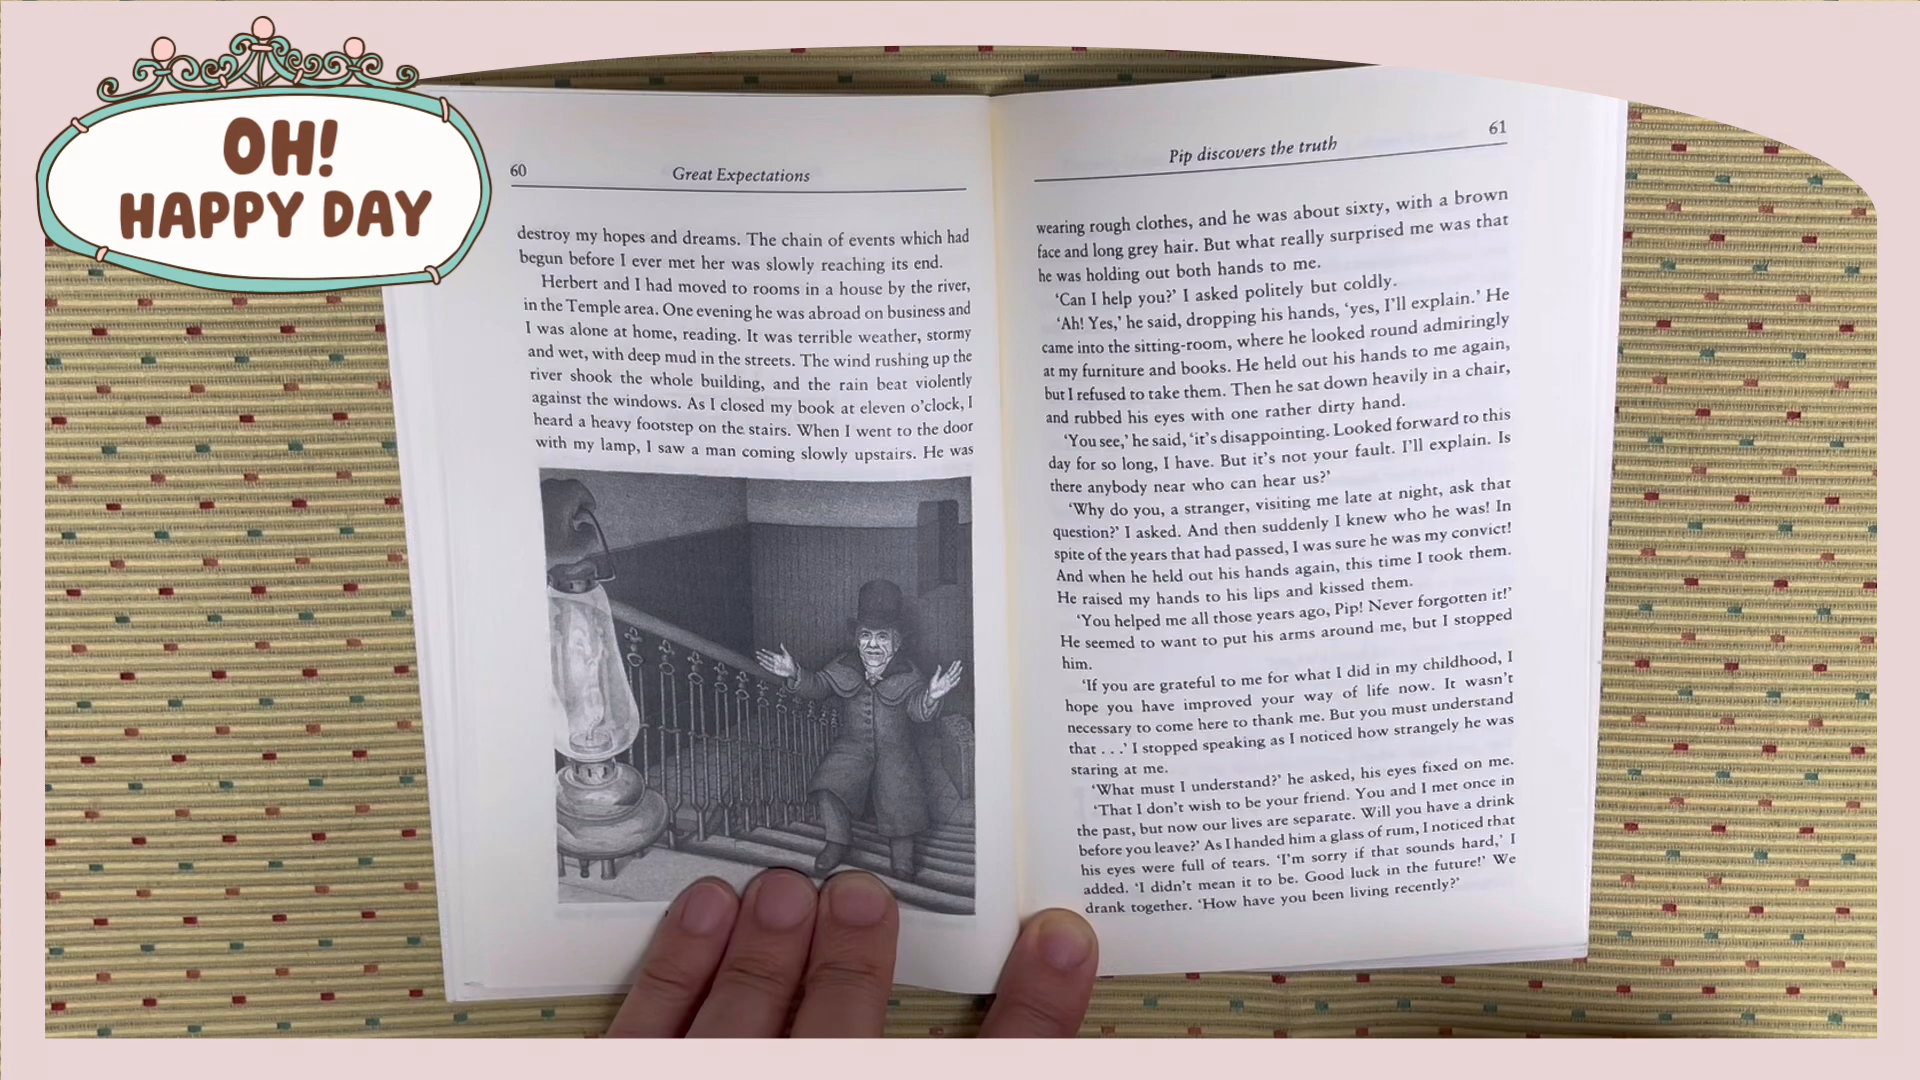 OH!
HAPPY DAY
60
Great Expectations
destroy my hopes and dreams. The chain of events which had
begun before I ever met her was slowly reaching its end.
Herbert and I had moved to rooms in a house by the river,
in the Temple area. One evening he was abroad on business and
I was alone at home, reading. It was terrible weather, stormy
and wet, with deep mud in the streets. The wind rushing up the
river shook the whole building, and the rain beat violently
against the windows. As I closed my book at eleven o’clock, I
heard a heavy footstep on the stairs. When I went to the door
with my lamp, I saw a man coming slowly upstairs. He was
61
Pip discovers the truth
wearing rough clothes, and he was about sixty, with a brown
face and long grey hair. But what really surprised me was that
he was holding out both hands to me.
‘Can I help you?’ I asked politely but coldly.
‘Ah! Yes,’ he said, dropping his hands, ‘yes, I’ll explain.’ He
came into the sitting-room, where he looked round admiringly
at my furniture and books. He held out his hands to me again,
but I refused to take them. Then he sat down heavily in a chair,
and rubbed his eyes with one rather dirty hand.
‘You see,’ he said, ‘it’s disappointing. Looked forward to this
day for so long, I have. But it’s not your fault. I’ll explain. Is
there anybody near who can hear us?’
‘Why do you, a stranger, visiting me late at night, ask that
question?’ I asked. And then suddenly I knew who he was! In
spite of the years that had passed, I was sure he was my convict!
And when he held out his hands again, this time I took them.
He raised my hands to his lips and kissed them.
‘You helped me all those years ago, Pip! Never forgotten it!’
He seemed to want to put his arms around me, but I stopped
him.
‘If you are grateful to me for what I did in my childhood, I
hope you have improved your way of life now. It wasn’t
necessary to come here to thank me. But you must understand
that . . .’ I stopped speaking as I noticed how strangely he was
staring at me.
‘What must I understand?’ he asked, his eyes fixed on me.
‘That I don’t wish to be your friend. You and I met once in
the past, but now our lives are separate. Will you have a drink
before you leave?’ As I handed him a glass of rum, I noticed that
his eyes were full of tears. ‘I’m sorry if that sounds hard,’ I
added. ‘I didn’t mean it to be. Good luck in the future!’ We
drank together. ‘How have you been living recently?’